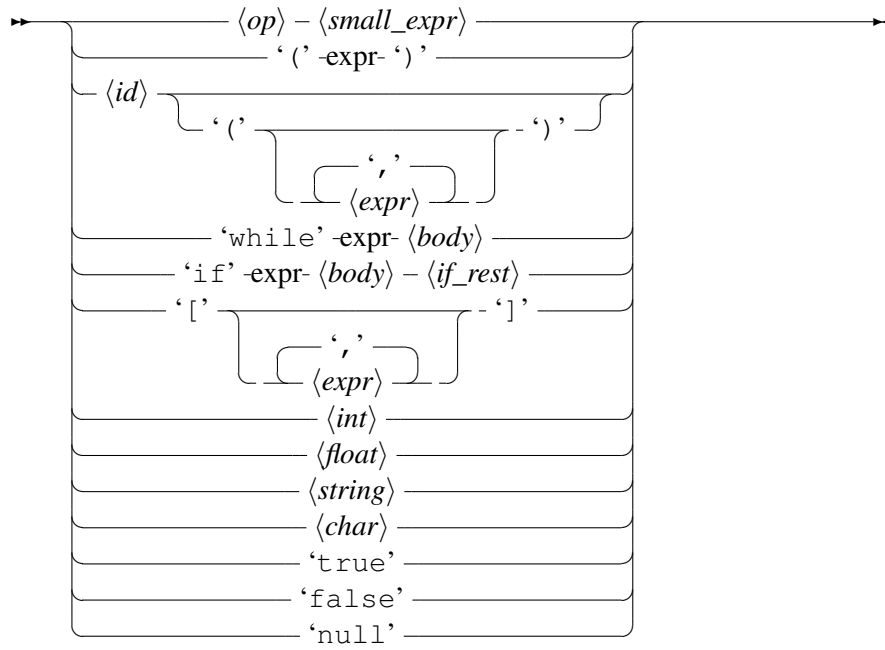 ⟨op⟩ – ⟨small_expr⟩
‘(’ -expr- ‘)’
⟨id⟩
‘(’ - ‘)’
‘,’
⟨expr⟩
‘while’ -expr- ⟨body⟩
‘if’ -expr- ⟨body⟩ – ⟨if_rest⟩
‘[’ - ‘]’
‘,’
⟨expr⟩
⟨int⟩
⟨float⟩
⟨string⟩
⟨char⟩
‘true’
‘false’
‘null’